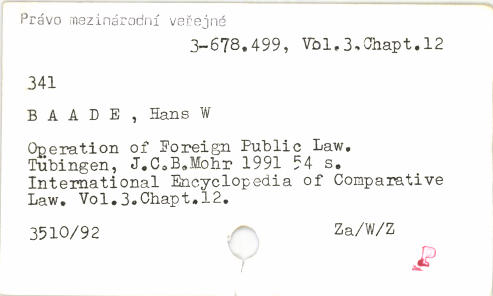 Právo mezinárodní veřejné
3-678.499, Vol.3.Chapt.12
341
B A A D E , Hans W
Operation of Foreign Public Law.
Tübingen, J.C.B.Mohr 1991 54 s.
International Encyclopedia of Comparative
Law. Vol.3.Chapt.12.
3510/92
Za/W/Z
P